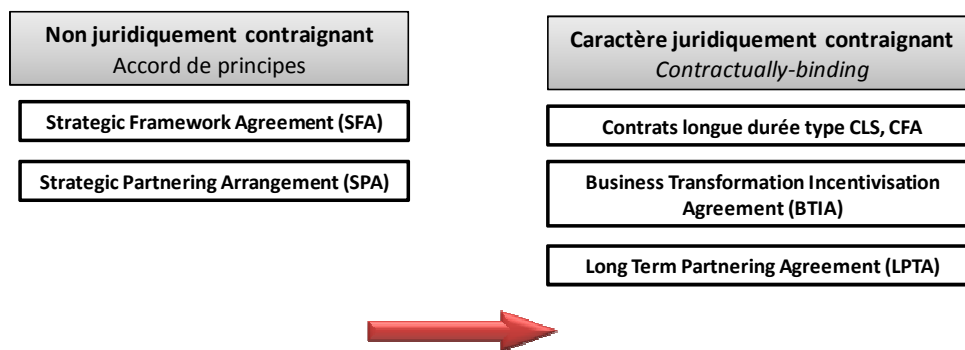 Non juridiquement contraignant
Accord de principes
Strategic Framework Agreement (SFA)
Strategic Partnering Arrangement (SPA)
Caractère juridiquement contraignant
Contractually-binding
Contrats longue durée type CLS, CFA
Business Transformation Incentivisation
Agreement (BTIA)
Long Term Partnering Agreement (LPTA)